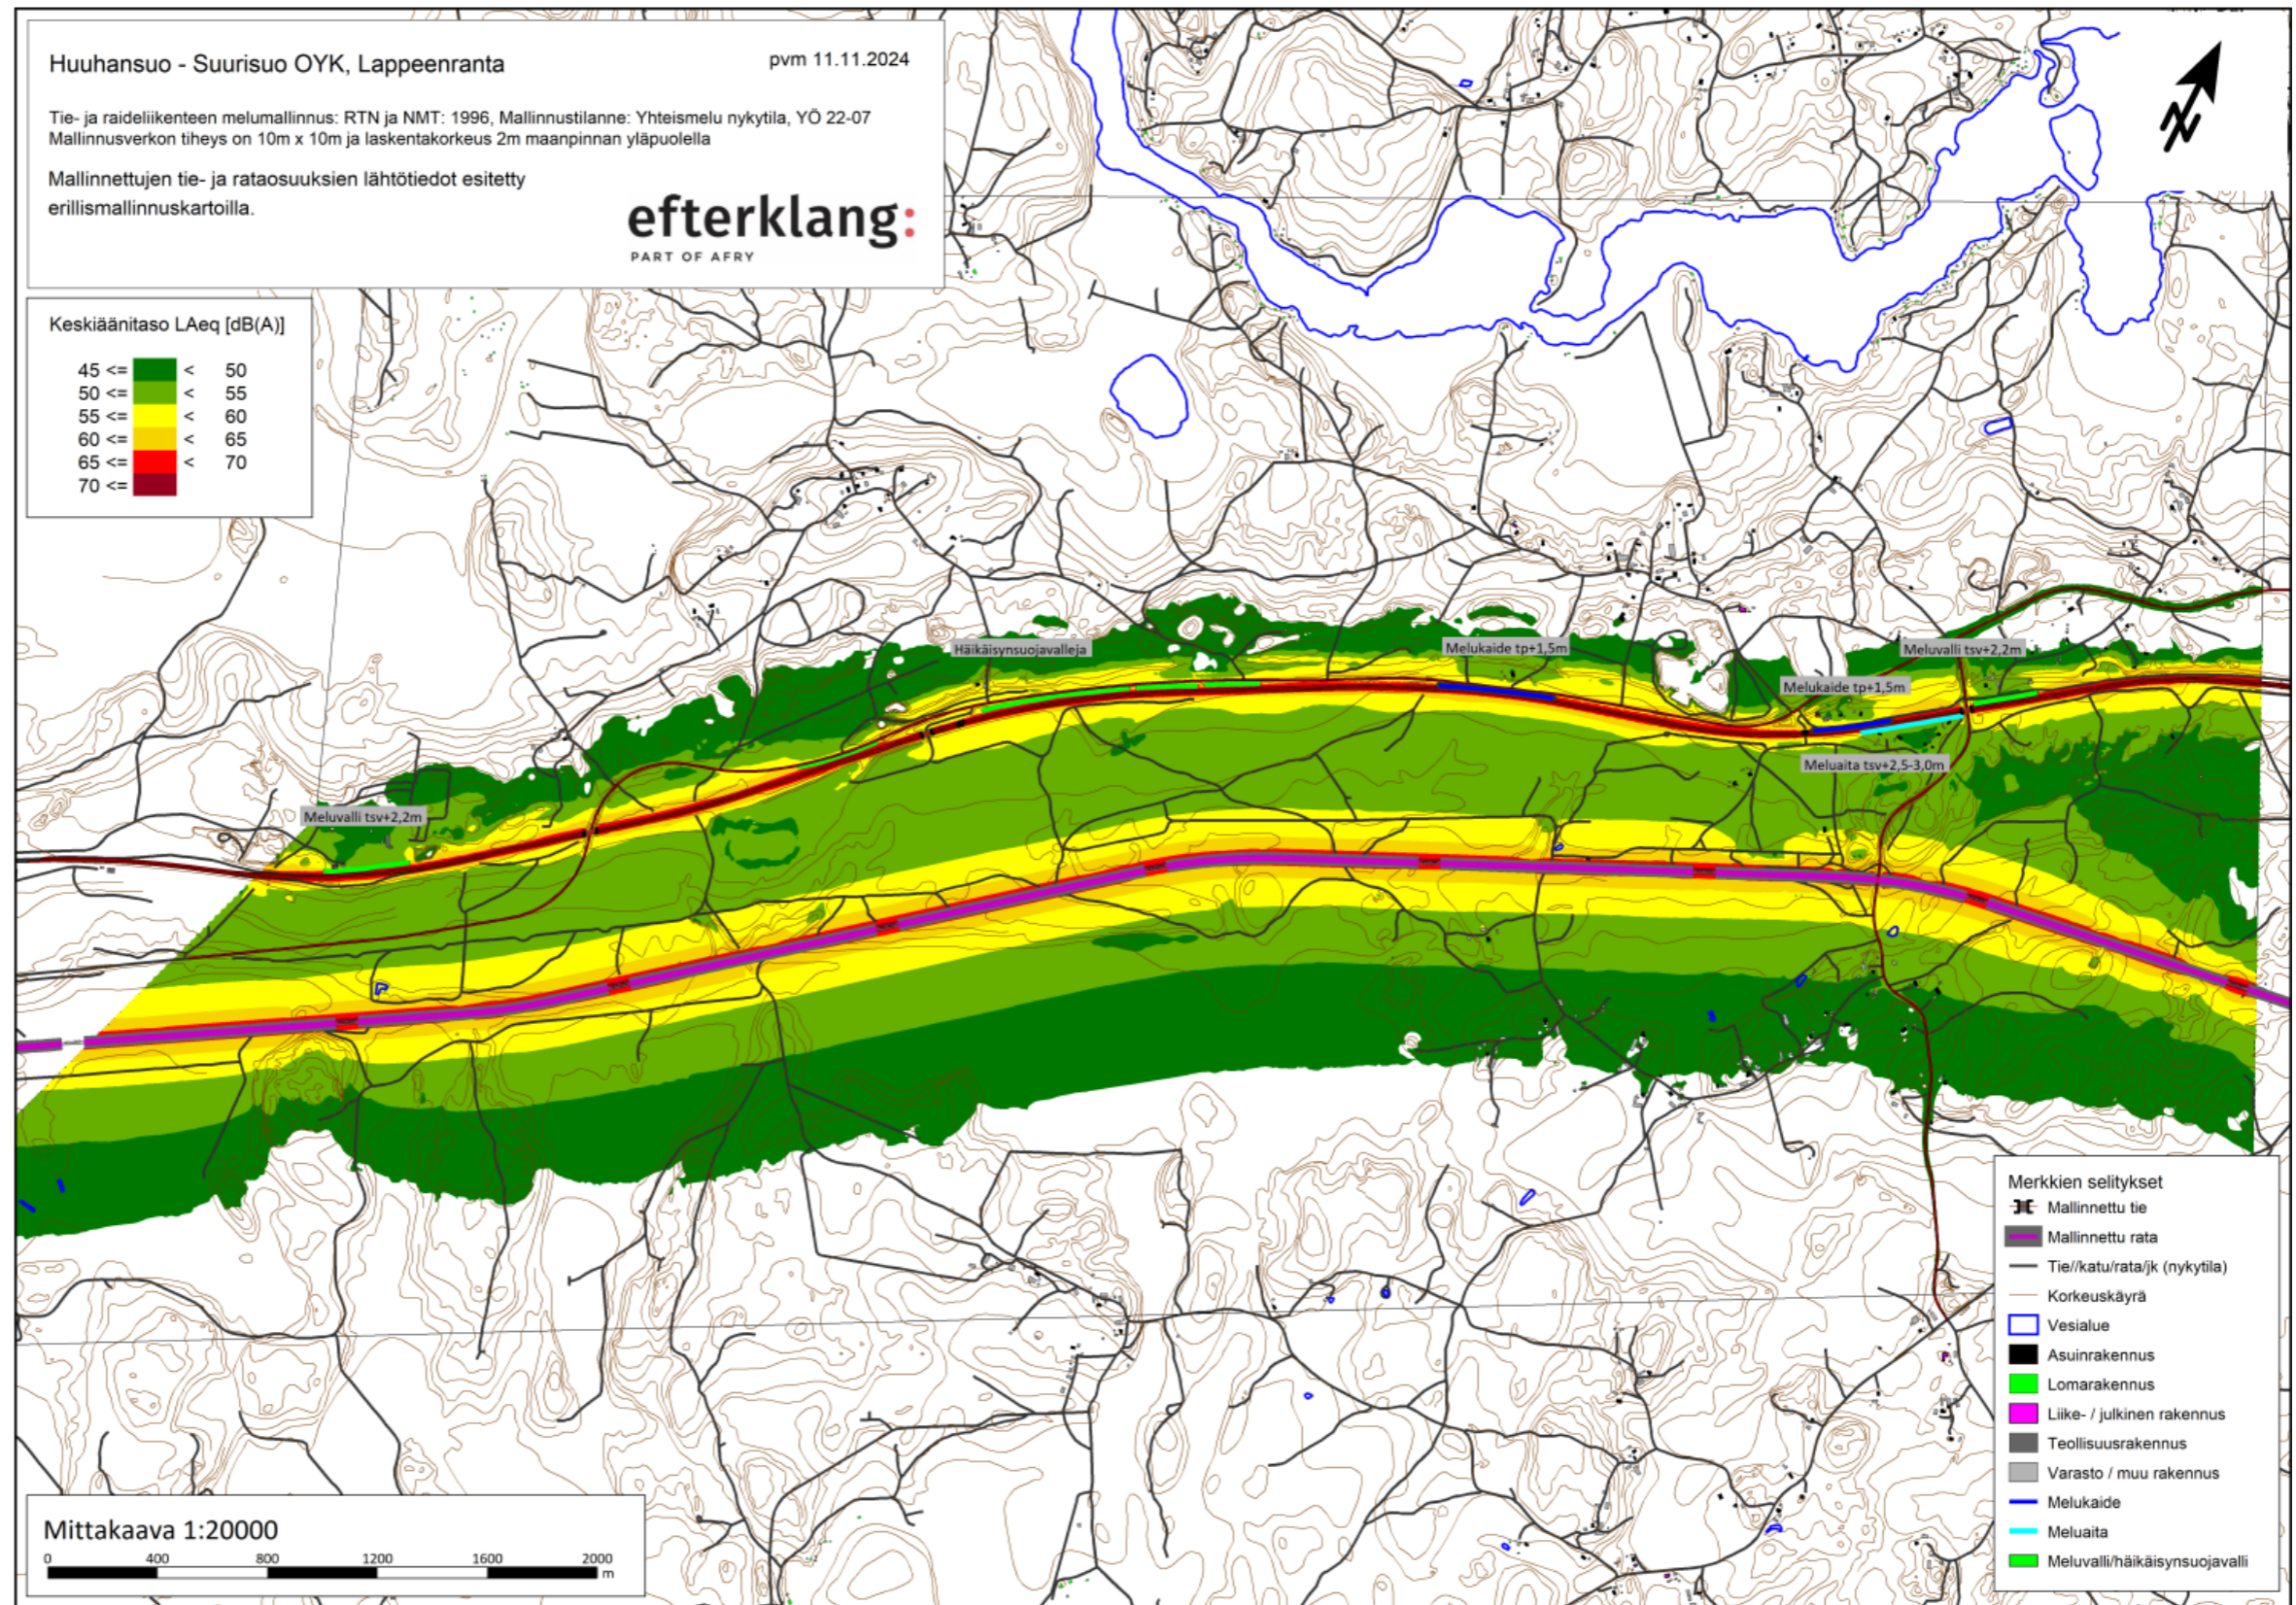 Huuhansuo - Suurisuo OYK, Lappeenranta
pvm 11.11.2024
Tie- ja raideliikenteen melumallinnus: RTN ja NMT: 1996, Mallinnustilanne: Yhteismelu nykytila, YÖ 22-07
Mallinnusverkon tiheys on 10m x 10m ja laskentakorkeus 2m maanpinnan yläpuolella
Mallinnettujen tie- ja rataosuuksien lähtötiedot esitetty
erillismallinnuskartoilla.
efterklang:
PART OF AFRY
N
Keskiäänitaso LAeq [dB(A)]
45 <= < 50
50 <= < 55
55 <= < 60
60 <= < 65
65 <= < 70
70 <=
Häikäisynsuojavalleja
Melukaide tp+1,5m
Meluvalli tsv+2,2m
Melukaide tp+1,5m
Meluaita tsv+2,5-3,0m
Meluvalli tsv+2,2m
Merkkien selitykset
Mallinnettu tie
Mallinnettu rata
Tie//katu/rata/jk (nykytila)
Korkeuskäyrä
Vesialue
Asuinrakennus
Lomarakennus
Liike- / julkinen rakennus
Teollisuusrakennus
Varasto / muu rakennus
Melukaide
Meluaita
Meluvalli/häikäisynsuojavalli
Mittakaava 1:20000
0 400 800 1200 1600 2000
m